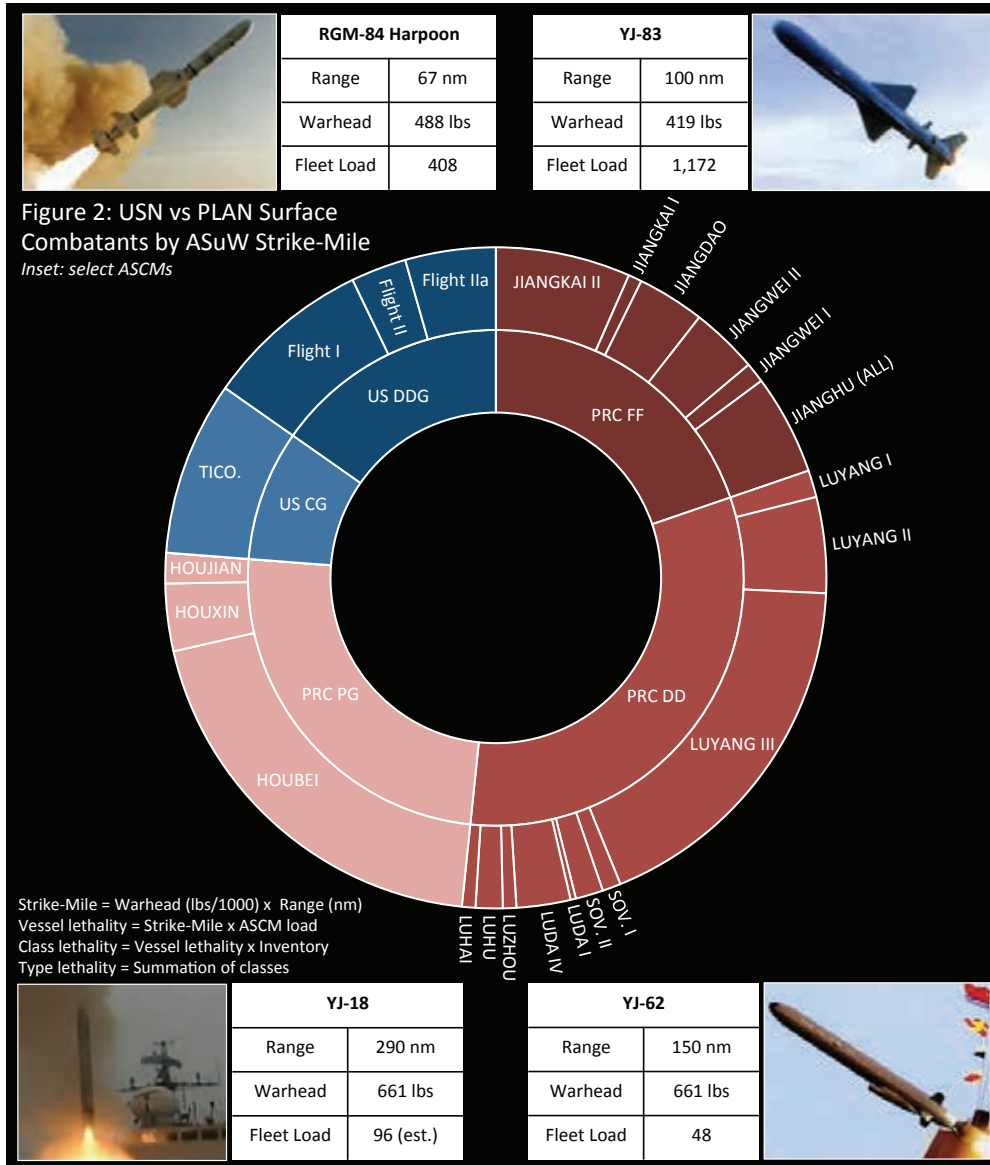 RGM-84 Harpoon
Range 67 nm
Warhead 488 lbs
Fleet Load 408
YJ-83
Range 100 nm
Warhead 419 lbs
Fleet Load 1,172
Figure 2: USN vs PLAN Surface
Combatants by ASuW Strike-Mile
Inset: select ASCMs
JIANGKAI II
JIANGKAI I
JIANGDAO
JIANGWEI II
JIANGWEI I
JIANGHU (ALL)
LUYANG I
LUYANG II
LUYANG III
SOV. I
SOV. II
LUDA I
LUDA IV
LUZHOU
LUHU
LUHAI
HOUBEI
HOUXIN
HOUJIAN
TICO.
Flight I
Flight II
Flight IIa
US DDG
US CG
PRC FF
PRC DD
PRC PG
Strike-Mile = Warhead (lbs/1000) x Range (nm)
Vessel lethality = Strike-Mile x ASCM load
Class lethality = Vessel lethality x Inventory
Type lethality = Summation of classes
YJ-18
Range 290 nm
Warhead 661 lbs
Fleet Load 96 (est.)
YJ-62
Range 150 nm
Warhead 661 lbs
Fleet Load 48